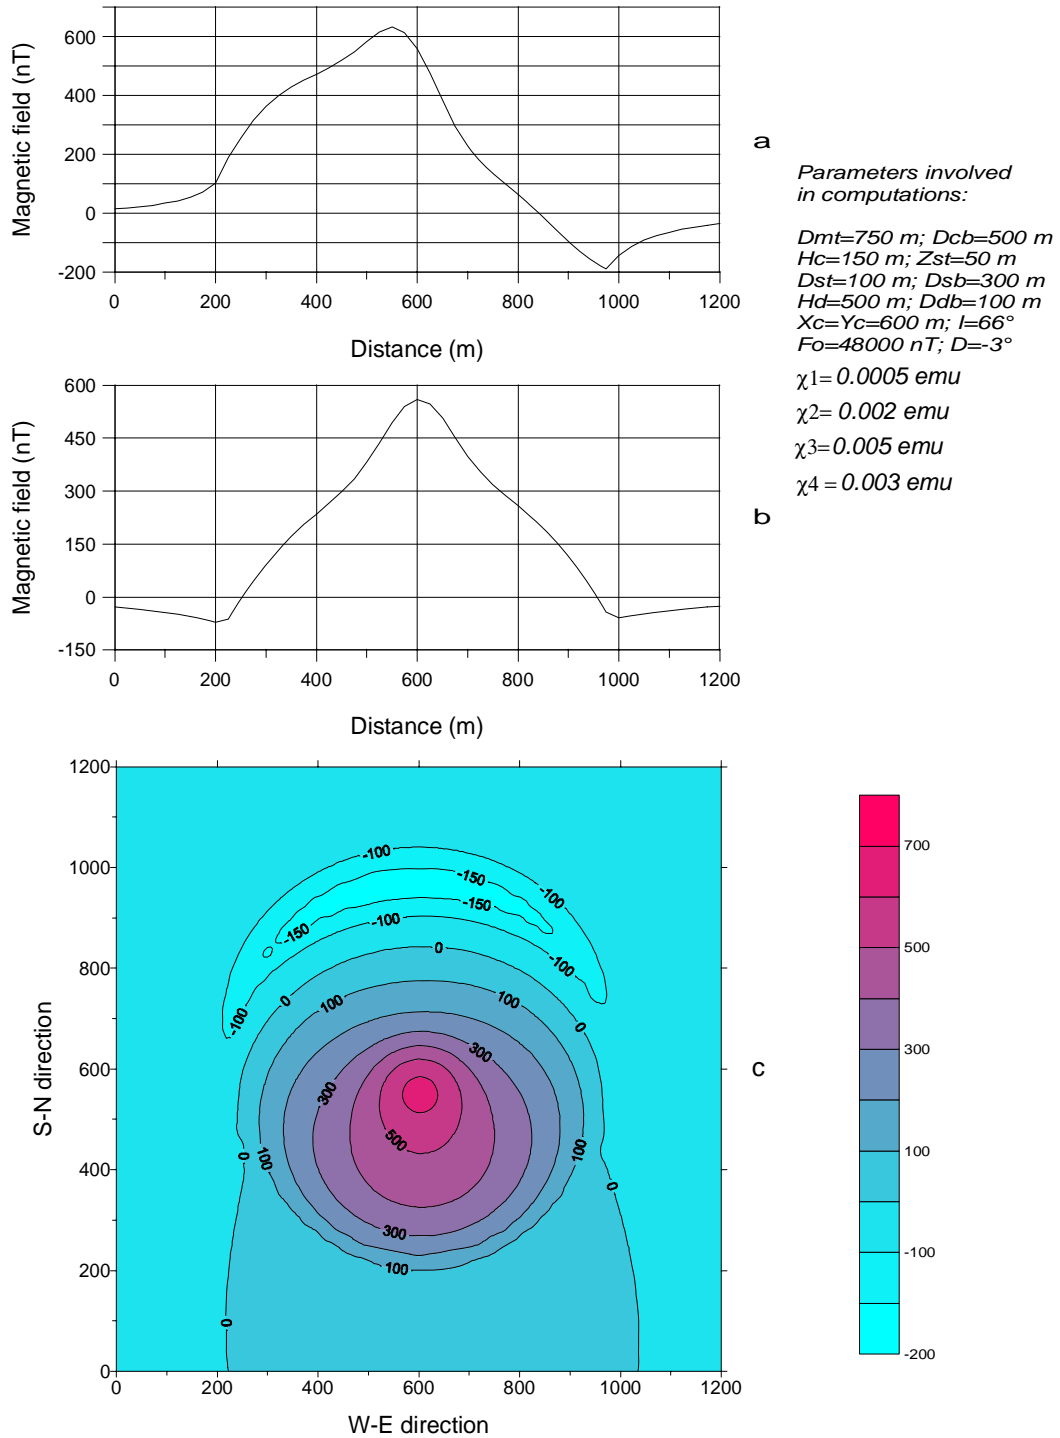 600
400
200
0
-200
Magnetic field (nT)
0 200 400 600 800 1000 1200
Distance (m)
a
Parameters involved
in computations:
Dmt=750 m; Dcb=500 m
Hc=150 m; Zst=50 m
Dst=100 m; Dsb=300 m
Hd=500 m; Ddb=100 m
Xc=Yc=600 m; I=66°
Fo=48000 nT; D=-3°
χ1= 0.0005 emu
χ2= 0.002 emu
χ3=0.005 emu
χ4 = 0.003 emu
600
450
300
150
0
-150
Magnetic field (nT)
0 200 400 600 800 1000 1200
Distance (m)
b
1200
1000
800
600
400
200
0
S-N direction
-100
-150
-100
-150
-150
-100
-100
0
-100
0
100
100
0
300
300
500
0
100
100
0
300
100
0
0 200 400 600 800 1000 1200
W-E direction
c
700
500
300
100
-100
-200